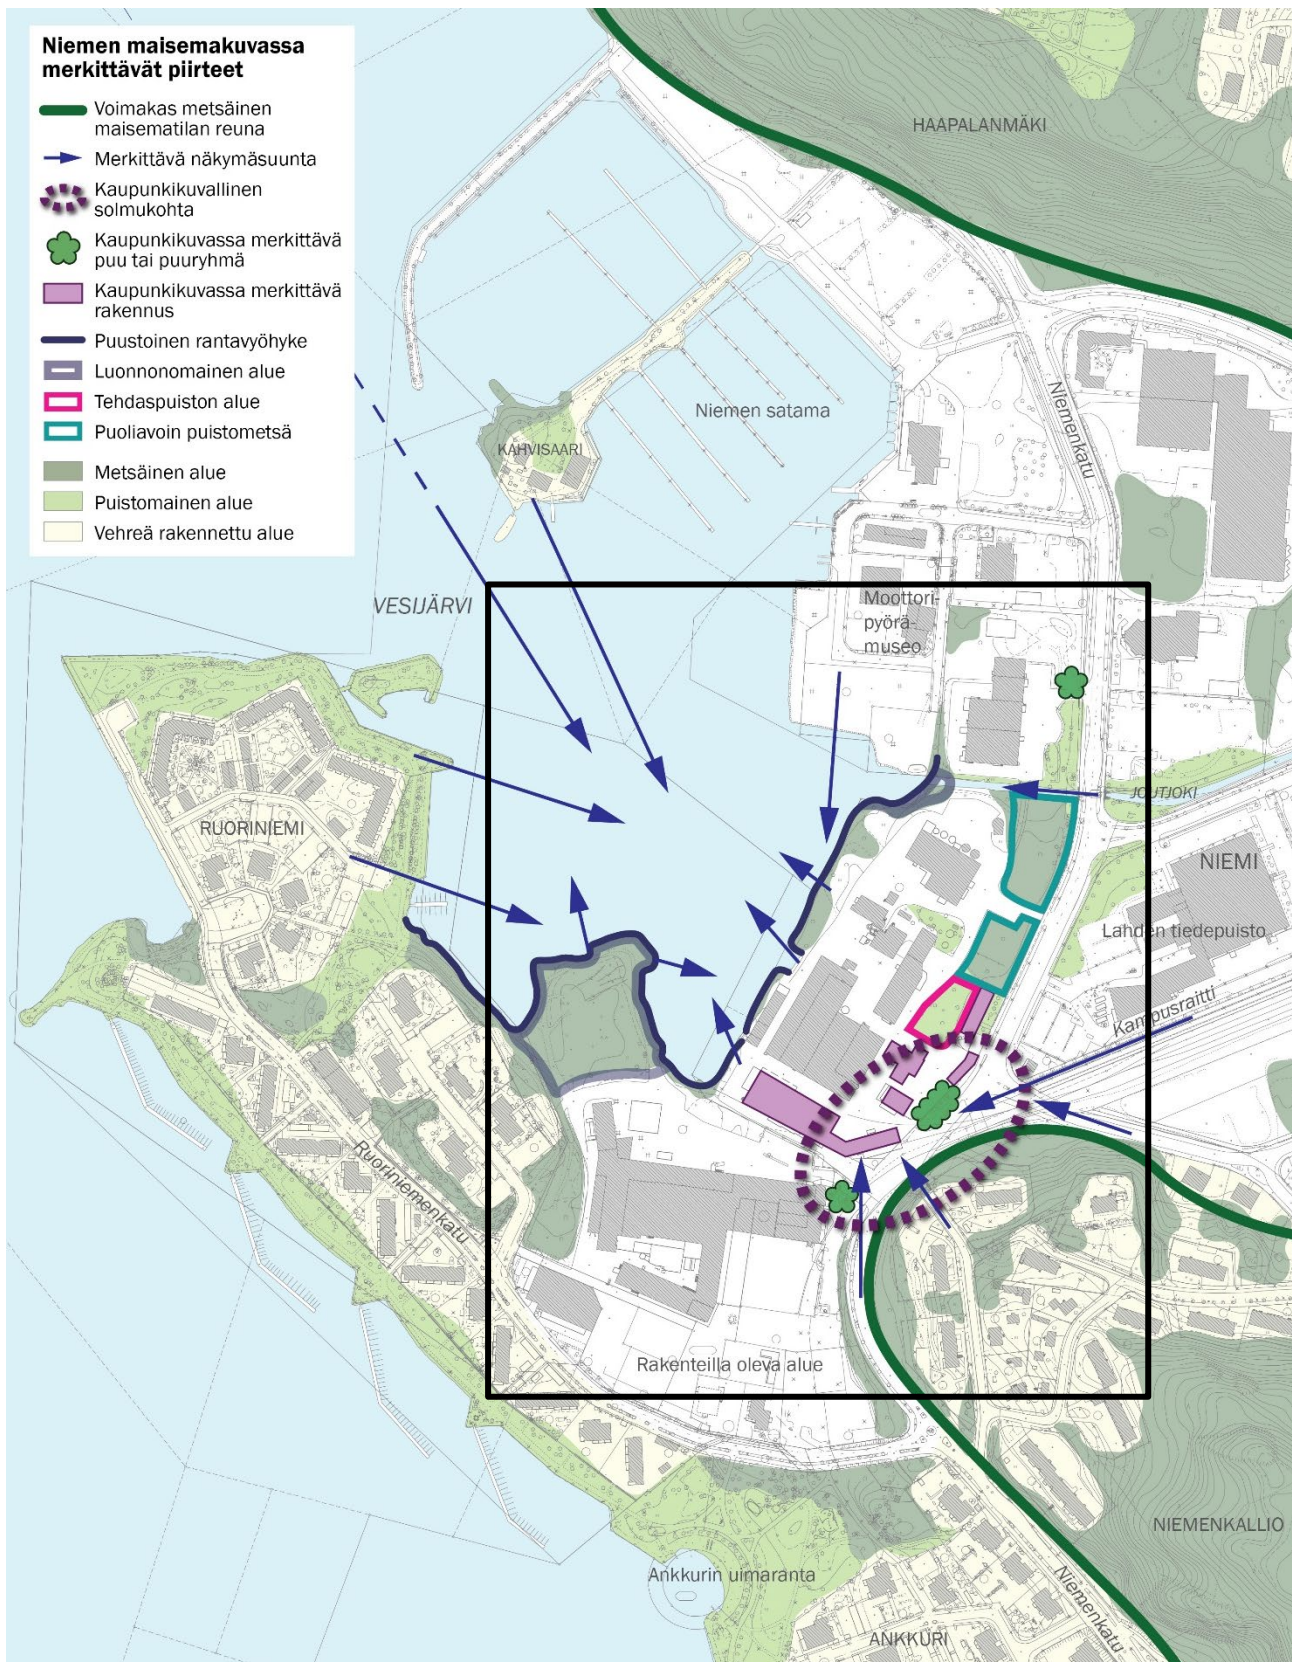 Niemen maisemakuvassa
merkittävät piirteet
Voimakas metsäinen
maisematilan reuna
Merkittävä näkymäsuunta
Kaupunkikuvallinen
solmukohta
Kaupunkikuvassa merkittävä
puu tai puuryhmä
Kaupunkikuvassa merkittävä
rakennus
Puustoinen rantavyöhyke
Luonnonomainen alue
Tehdaspuiston alue
Puoliavoin puistometsä
Metsäinen alue
Puistomainen alue
Vehreä rakennettu alue
HAAPALANMÄKI
Niemenkatu
Niemen satama
KAHVISAARI
VESIJÄRVI
Moottori-
pyörä-
museo
JOUTJOKI
RUORINIEMI
NIEMI
Lahden tiedepuisto
Kampusraitti
Ruoriniemenkatu
Rakenteilla oleva alue
NIEMENKALLIO
Ankkurin uimaranta
Niemenkatu
ANKKURI